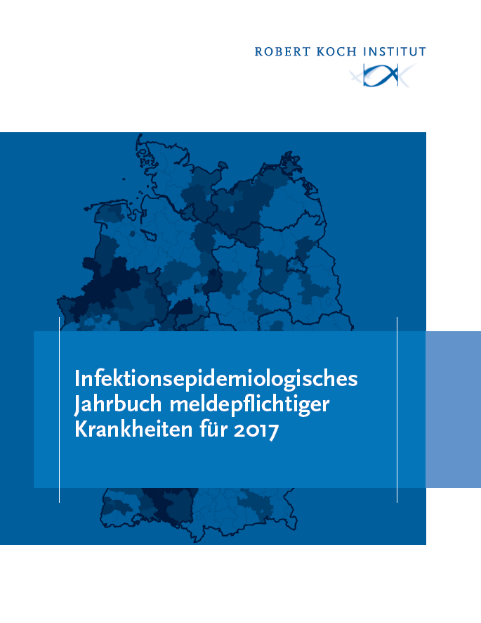 ROBERT KOCH INSTITUT
Infektionsepidemiologisches
Jahrbuch meldepflichtiger
Krankheiten für 2017